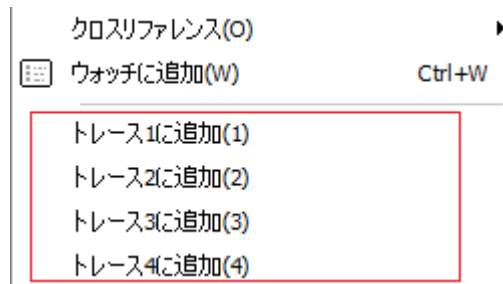 クロスリファレンス(O)
ウォッチに追加(W) Ctrl+W
トレース1に追加(1)
トレース2に追加(2)
トレース3に追加(3)
トレース4に追加(4)